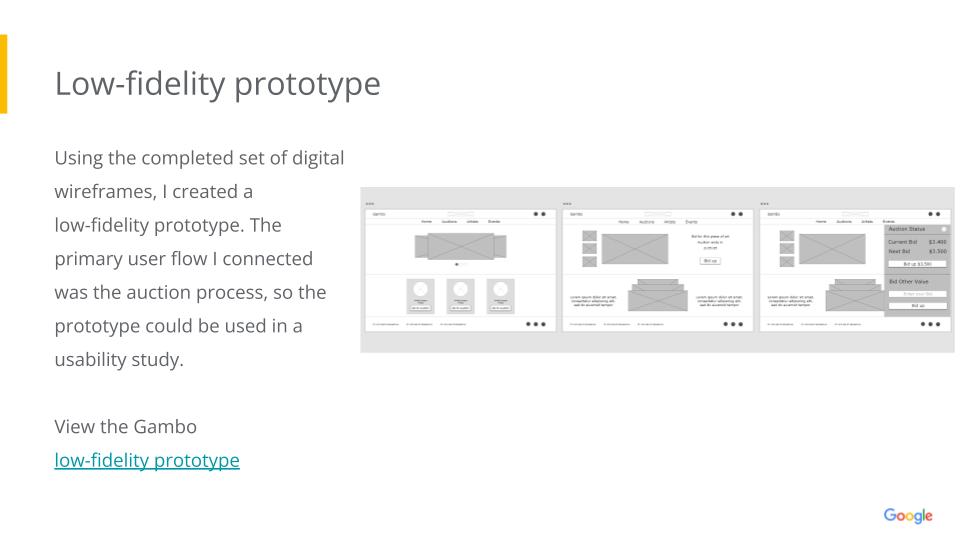 Low-fidelity prototype
Using the completed set of digital
wireframes, I created a
low-fidelity prototype. The
primary user flow I connected
was the auction process, so the
prototype could be used in a
usability study.
View the Gambo
low-fidelity prototype
Gambo
Home Auctions Artists Events
Gambo
Home Auctions Artists Events
Bid for this piece of art
Auction ends in
Bid up
Lorem ipsum dolor sit amet,
consectetur adipiscing elit,
sed do eiusmod tempor
Lorem ipsum dolor sit amet,
consectetur adipiscing elit,
sed do eiusmod tempor
Gambo
Home Auctions Artists Events
Auction Status
Current Bid $3.400
Next Bid $3.500
Bid up $3.500
Bid Other Value
Enter your Bid
Bid up
Lorem ipsum dolor sit amet,
consectetur adipiscing elit,
sed do eiusmod tempor
Google